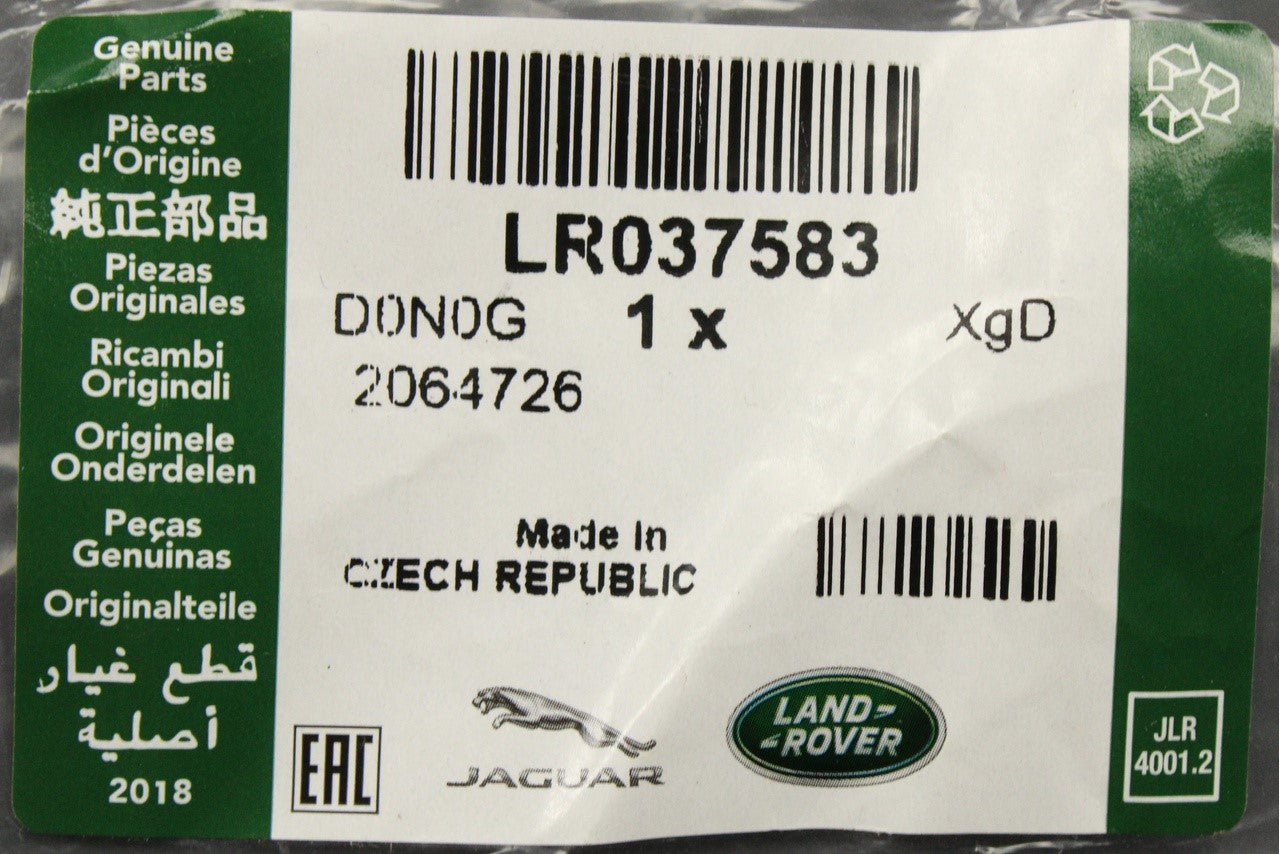 Genuine
Parts
Pièces
d'Origine
純正部品
Piezas
Originales
Ricambi
Originali
Originele
Onderdelen
Peças
Genuinas
Originalteile
قطع غيار
أصلية
2018
LR037583
D0N0G 1 x XgD
2064726
Made In
CZECH REPUBLIC
EAC
JAGUAR
LAND-
-ROVER
JLR
4001.2